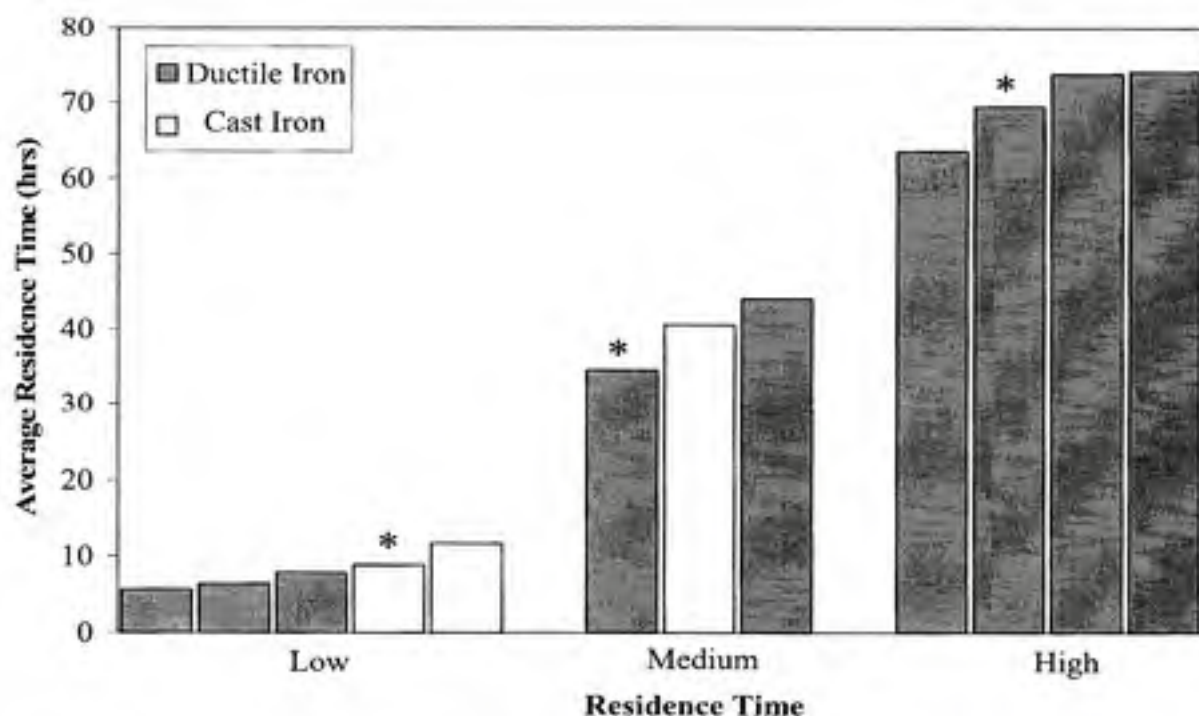 80
70
60
50
40
30
20
10
0
Average Residence Time (hrs)
Ductile Iron
Cast Iron
*
*
*
Low
Medium
High
Residence Time